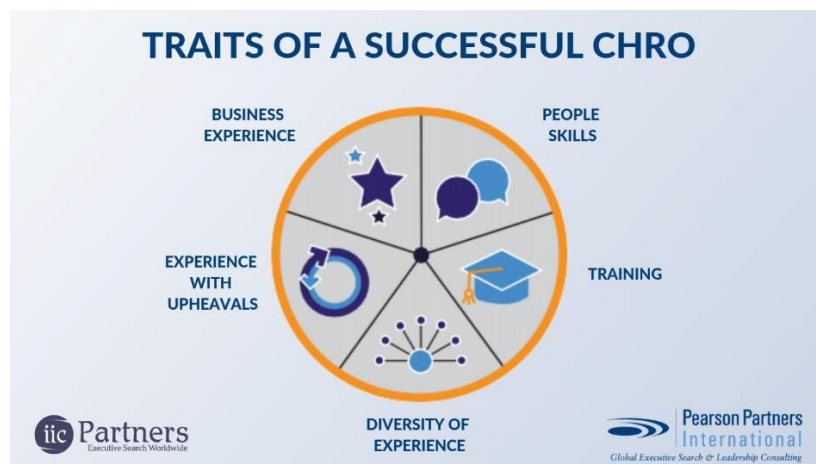 TRAITS OF A SUCCESSFUL CHRO
BUSINESS
EXPERIENCE
PEOPLE
SKILLS
EXPERIENCE
WITH
UPHEAVALS
TRAINING
DIVERSITY OF
EXPERIENCE
iic Partners
Executive Search Worldwide
Pearson Partners
International
Global Executive Search & Leadership Consulting